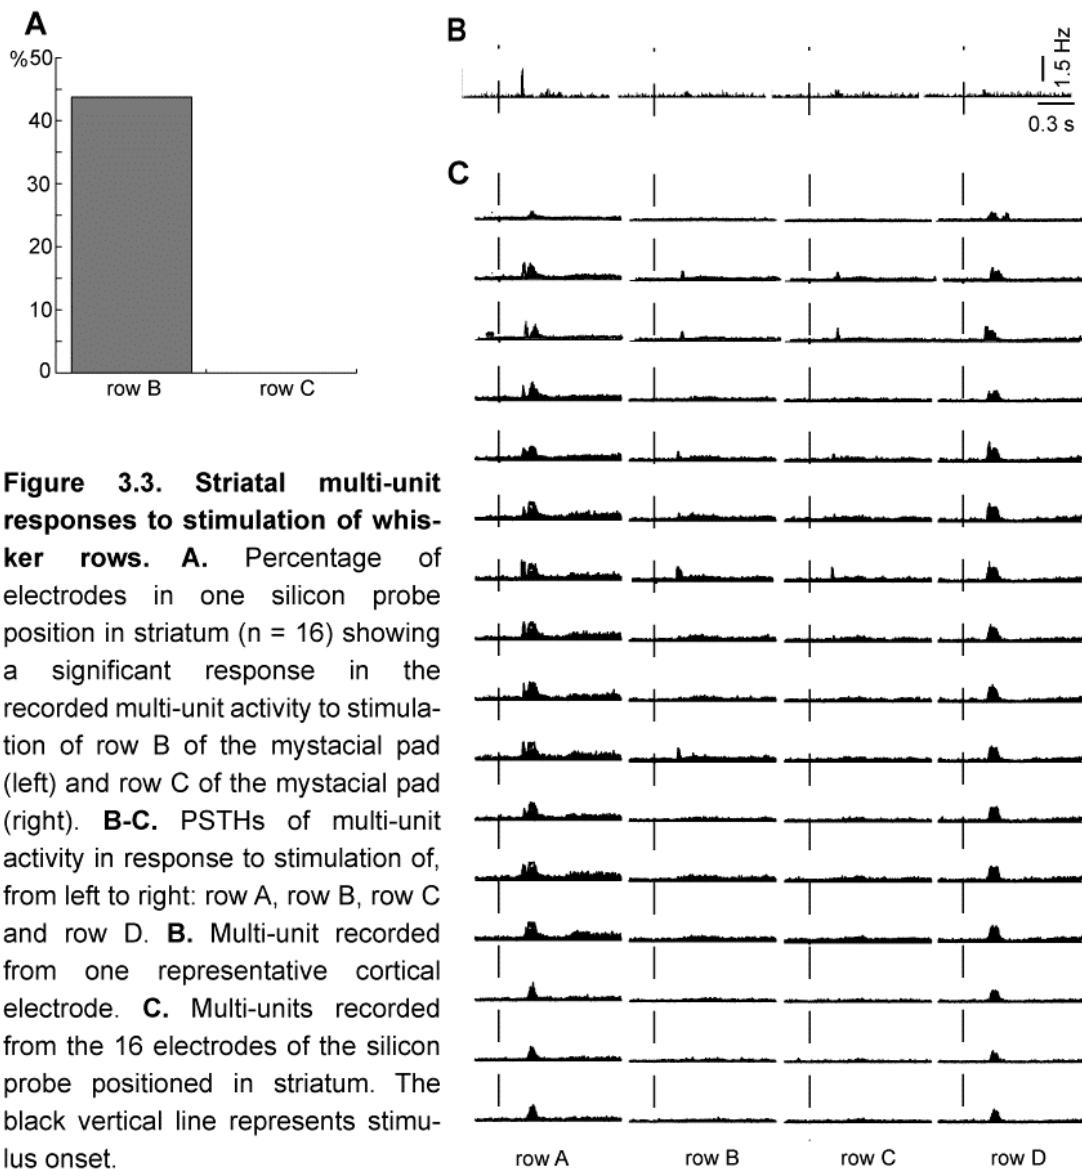 A
%50
40
30
20
10
0
row B
row C
B
1.5 Hz
0.3 s
C
row A
row B
row C
row D
Figure 3.3. Striatal multi-unit
responses to stimulation of whis-
ker rows. A. Percentage of
electrodes in one silicon probe
position in striatum (n = 16) showing
a significant response in the
recorded multi-unit activity to stimula-
tion of row B of the mystacial pad
(left) and row C of the mystacial pad
(right). B-C. PSTHs of multi-unit
activity in response to stimulation of,
from left to right: row A, row B, row C
and row D. B. Multi-unit recorded
from one representative cortical
electrode. C. Multi-units recorded
from the 16 electrodes of the silicon
probe positioned in striatum. The
black vertical line represents stimu-
lus onset.